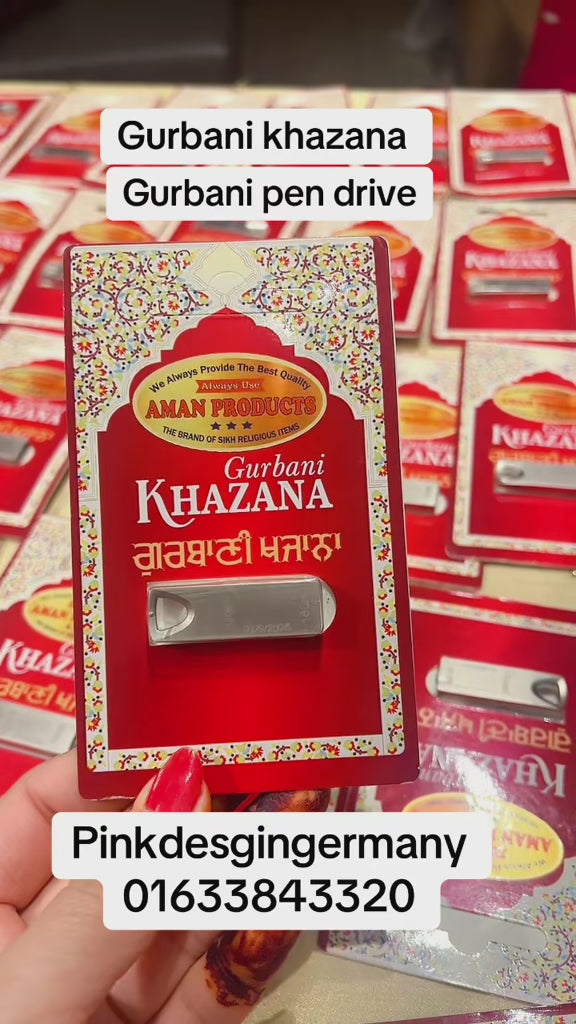 Gurbani khazana
Gurbani pen drive
We Always Provide The Best Quality
Always Use
AMAN PRODUCTS
THE BRAND OF SIKH RELIGIOUS ITEMS
Gurbani
KHAZANA
ਗੁਰਬਾਣੀ ਖਜਾਨਾ
Pinkdesgingermany
01633843320